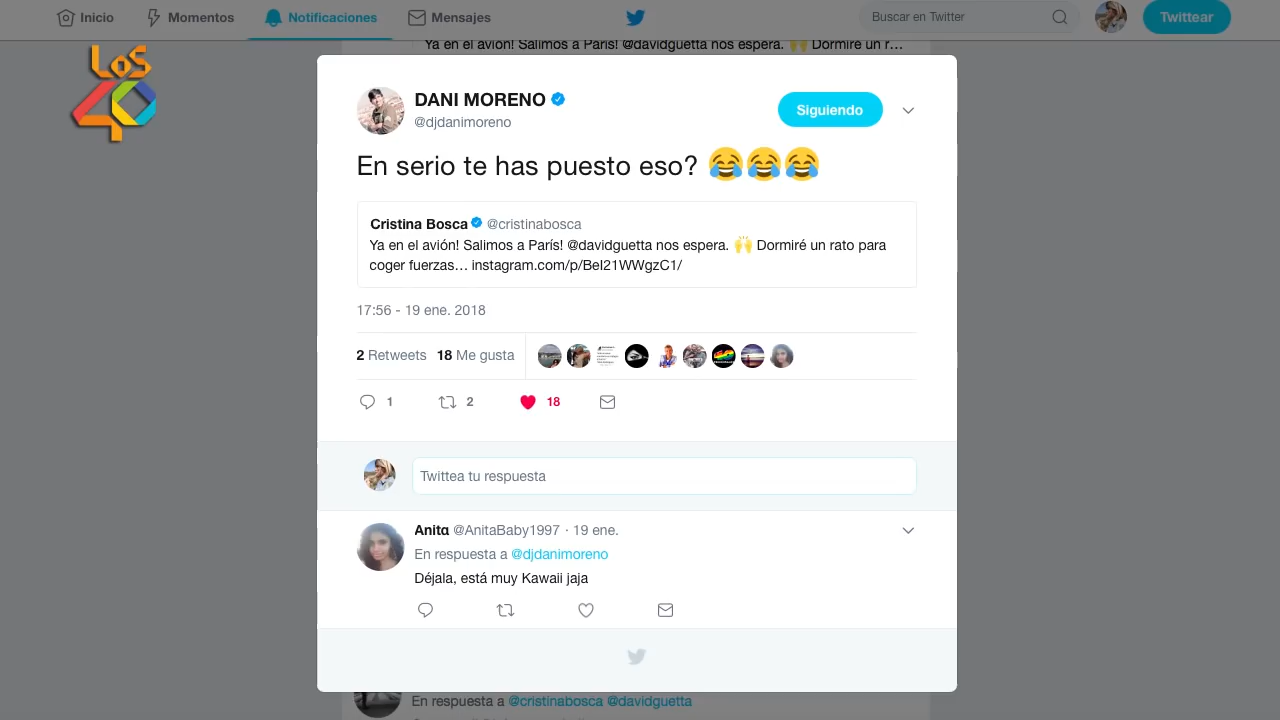 Inicio
Momentos
Notificaciones
Mensajes
Buscar en Twitter
Twittear
Ya en el avión! Salimos a París! @davidguetta nos espera. 🙌 Dormiré un r…
LOS
40
DANI MORENO
@djdanimoreno
Siguiendo
En serio te has puesto eso? 😂😂😂
Cristina Bosca @cristinabosca
Ya en el avión! Salimos a París! @davidguetta nos espera. 🙌 Dormiré un rato para
coger fuerzas… instagram.com/p/BeI21WWgzC1/
17:56 - 19 ene. 2018
2 Retweets 18 Me gusta
1 2 18
Twittea tu respuesta
Anita @AnitaBaby1997 · 19 ene.
En respuesta a @djdanimoreno
Déjala, está muy Kawaii jaja
En respuesta a @cristinabosca @davidguetta